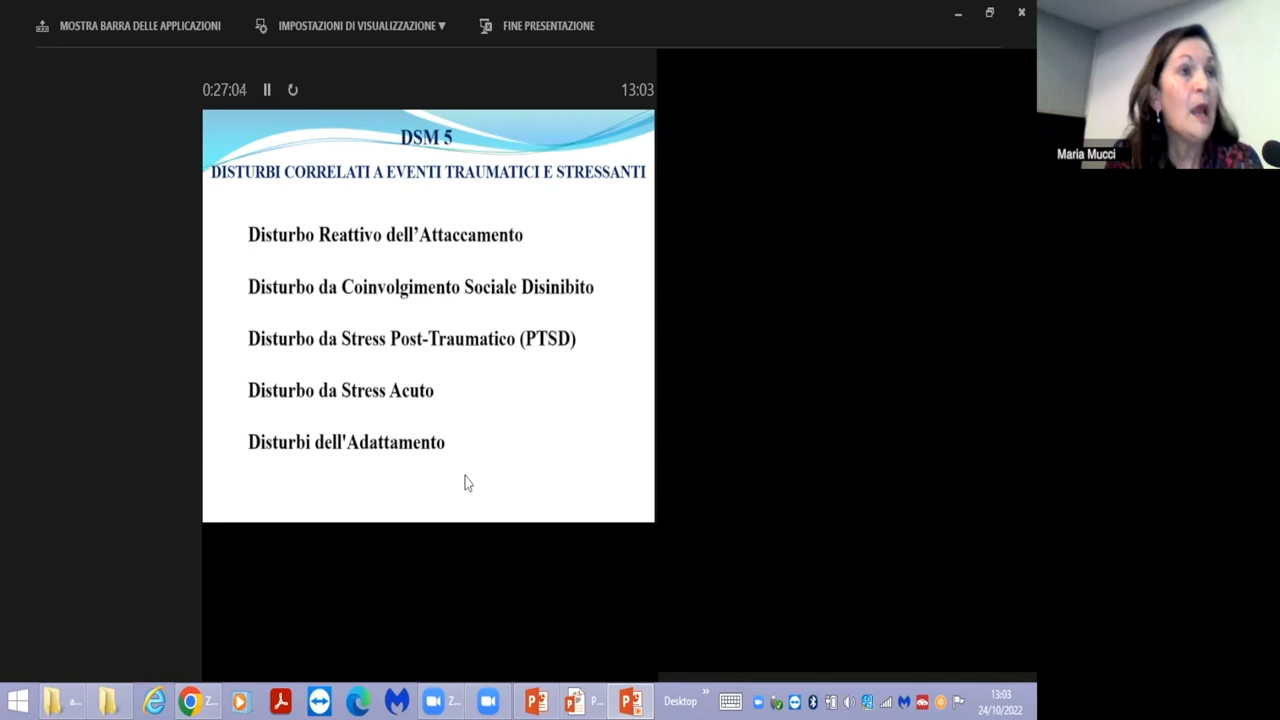 MOSTRA BARRA DELLE APPLICAZIONI
IMPOSTAZIONI DI VISUALIZZAZIONE ▼
FINE PRESENTAZIONE
0:27:04
13:03
DSM 5
DISTURBI CORRELATI A EVENTI TRAUMATICI E STRESSANTI
Disturbo Reattivo dell'Attaccamento
Disturbo da Coinvolgimento Sociale Disinibito
Disturbo da Stress Post-Traumatico (PTSD)
Disturbo da Stress Acuto
Disturbi dell'Adattamento
Maria Mucci
a...
Z...
Z...
P...
Desktop
13:03
24/10/2022